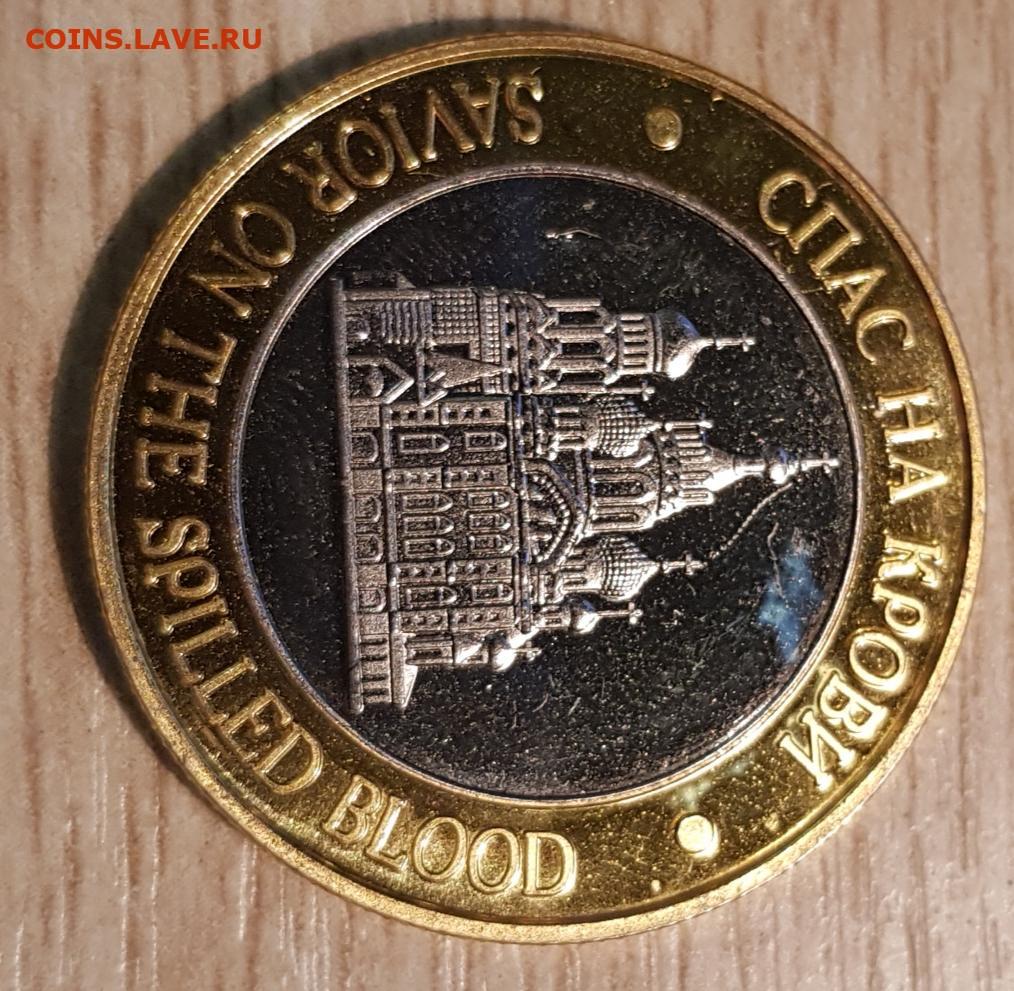 COINS.LAVE.RU
СПАС НА КРОВИ
SAVIOR ON THE SPILLED BLOOD